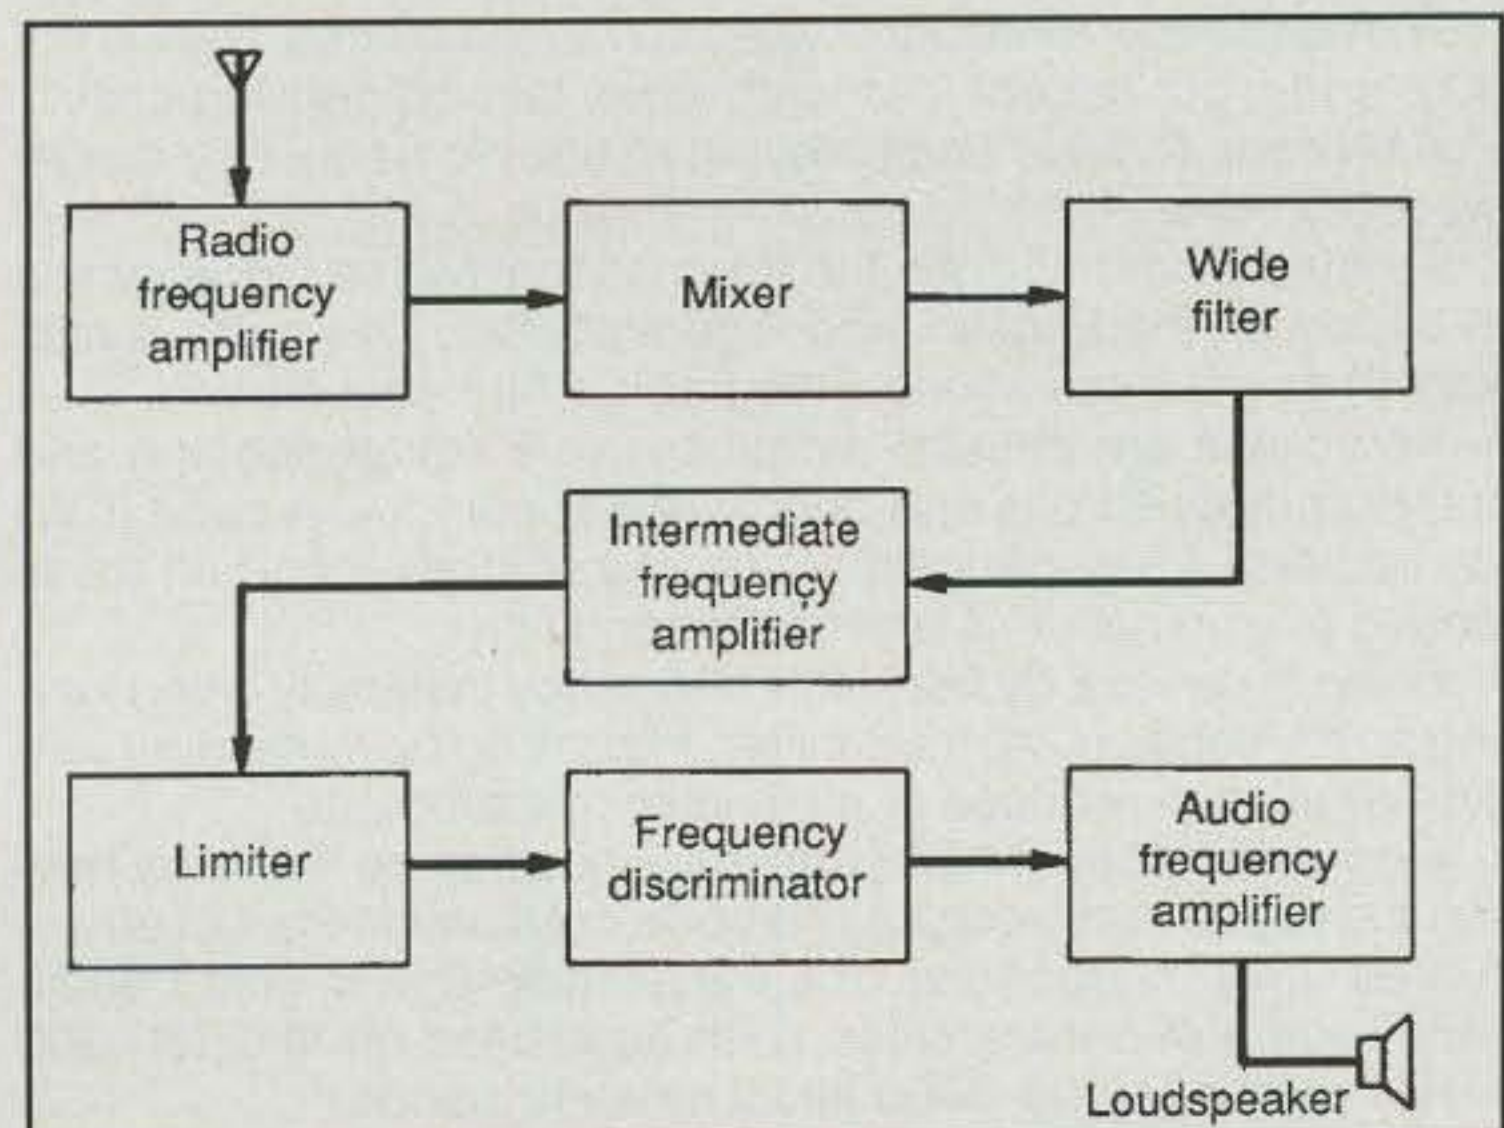 Radio
frequency
amplifier
Mixer
Wide
filter
Intermediate
frequency
amplifier
Limiter
Frequency
discriminator
Audio
frequency
amplifier
Loudspeaker